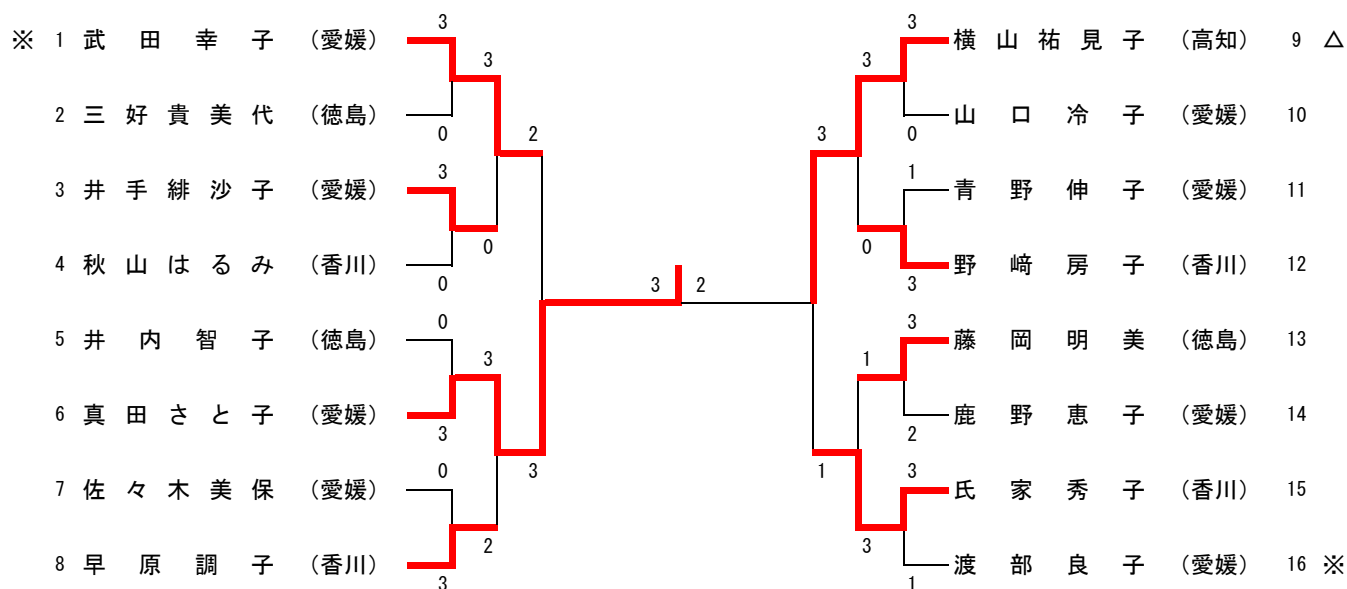 3 3
※ 1 武田幸子 （愛媛） 横山祐見子 （高知） 9 △
3 3
2 三好貴美代 （徳島） 山口冷子 （愛媛） 10
0 2 3 0
3 1
3 井手緋沙子 （愛媛） 青野伸子 （愛媛） 11
0 0
4 秋山はるみ （香川） 野﨑房子 （香川） 12
0 3 2 3
0 3
5 井内智子 （徳島） 藤岡明美 （徳島） 13
3 1
6 真田さと子 （愛媛） 鹿野恵子 （愛媛） 14
3 2
0 3 1 3
7 佐々木美保 （愛媛） 氏家秀子 （香川） 15
2 3
8 早原調子 （香川） 渡部良子 （愛媛） 16 ※
3 1